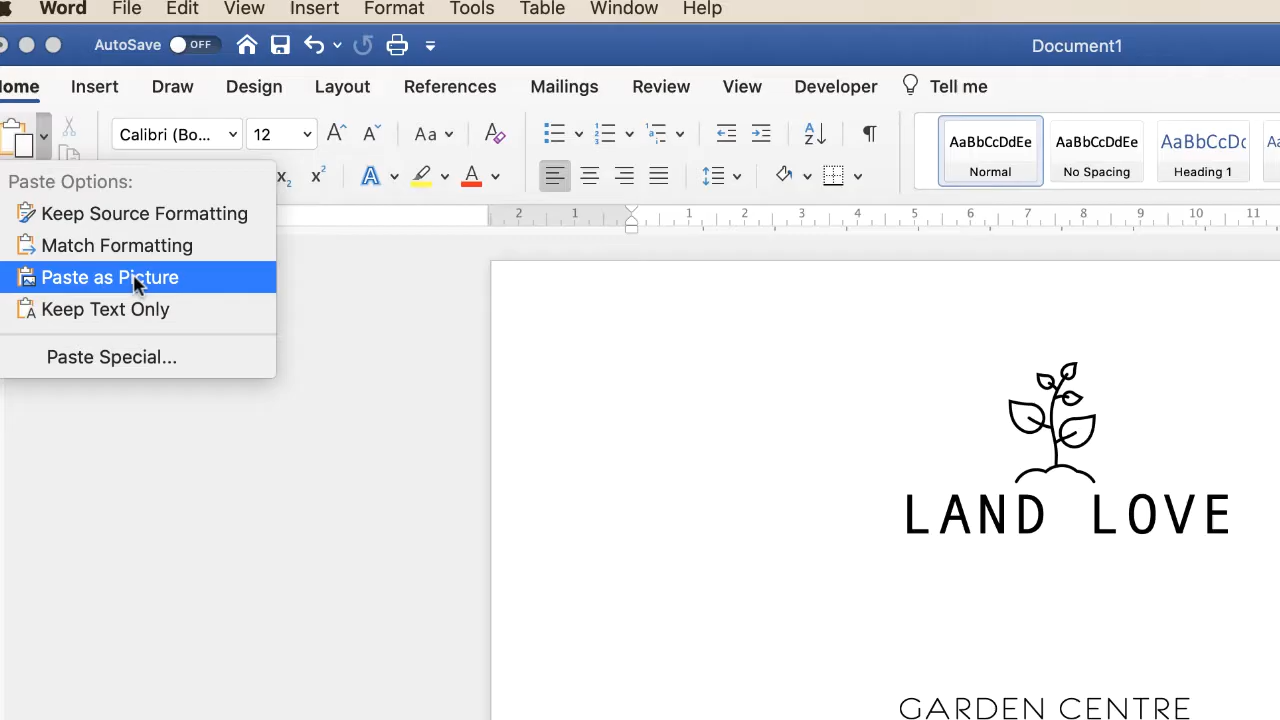 Word File Edit View Insert Format Tools Table Window Help
AutoSave OFF Document1
Home Insert Draw Design Layout References Mailings Review View Developer Tell me
Calibri (Bo... 12 Aa AaBbCcDdEe AaBbCcDdEe AaBbCcDc
Normal No Spacing Heading 1
Paste Options:
Keep Source Formatting
Match Formatting
Paste as Picture
Keep Text Only
Paste Special...
2 1 1 2 3 4 5 6 7 8 9 10 11
LAND LOVE
GARDEN CENTRE